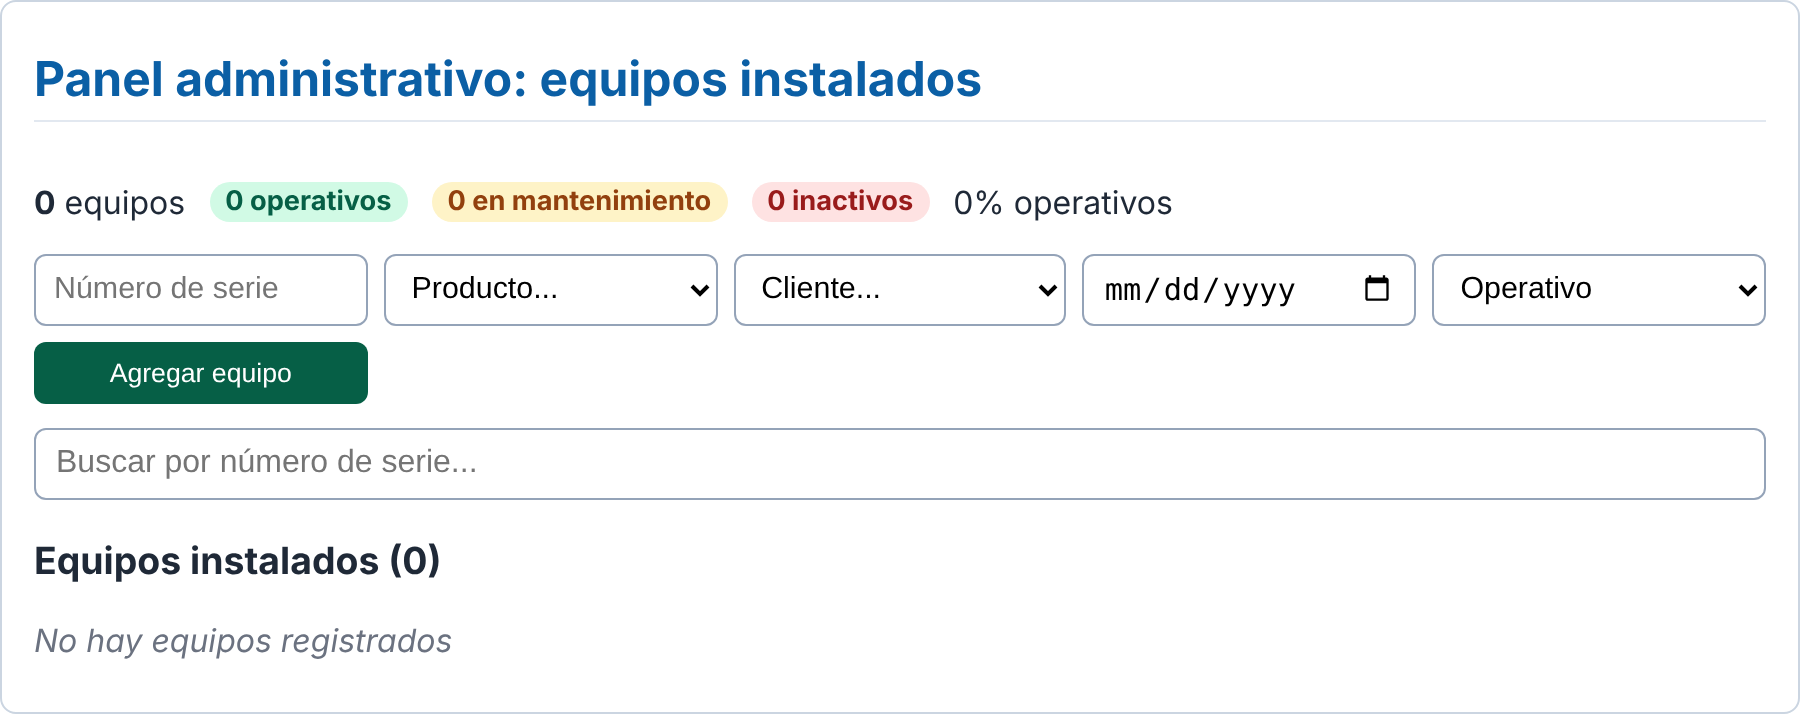 Panel administrativo: equipos instalados
0 equipos 0 operativos 0 en mantenimiento 0 inactivos 0% operativos
Número de serie Producto... Cliente... mm/dd/yyyy Operativo
Agregar equipo
Buscar por número de serie...
Equipos instalados (0)
No hay equipos registrados